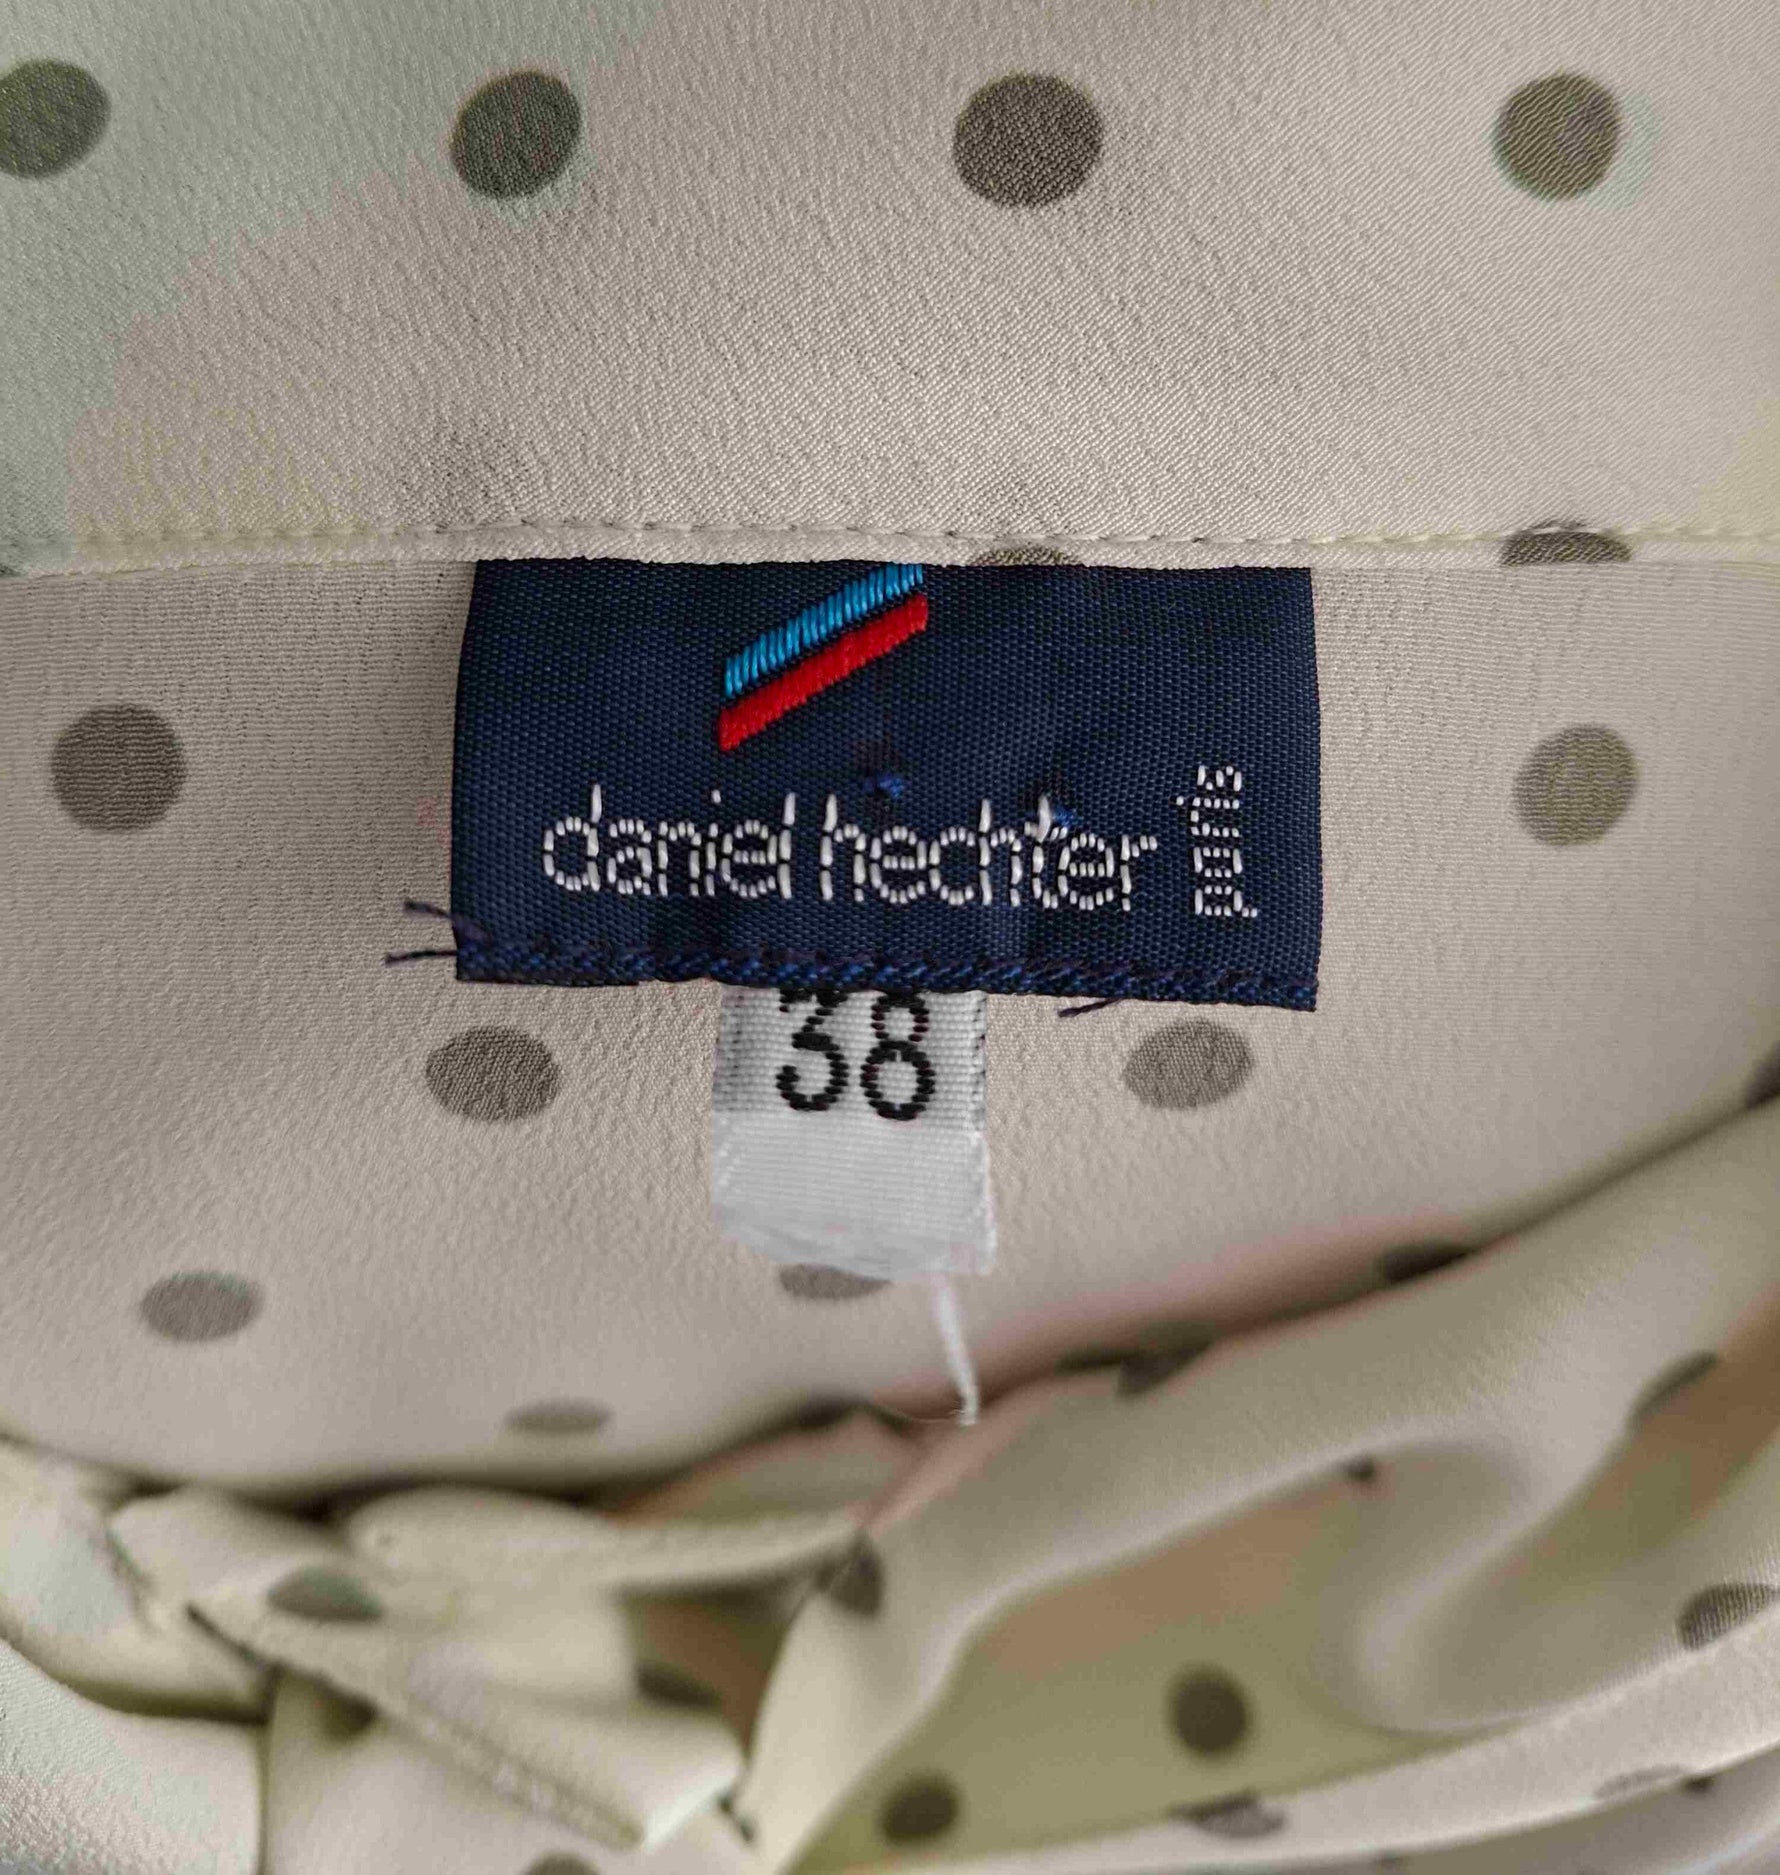 daniel hechter
paris
38